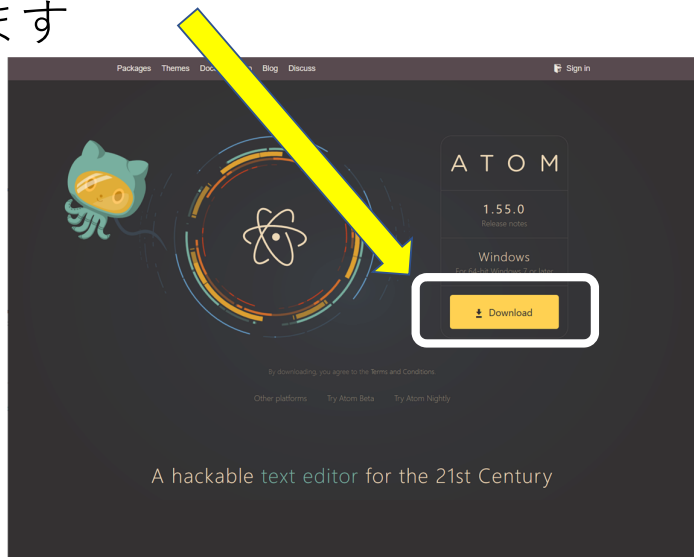 ます
Packages Themes Blog Discuss Sign in
ATOM
1.55.0
Release notes
Windows
For 64-bit Windows 7 or later
Download
By downloading, you agree to the Terms and Conditions.
Other platforms Try Atom Beta Try Atom Nightly
A hackable text editor for the 21st Century